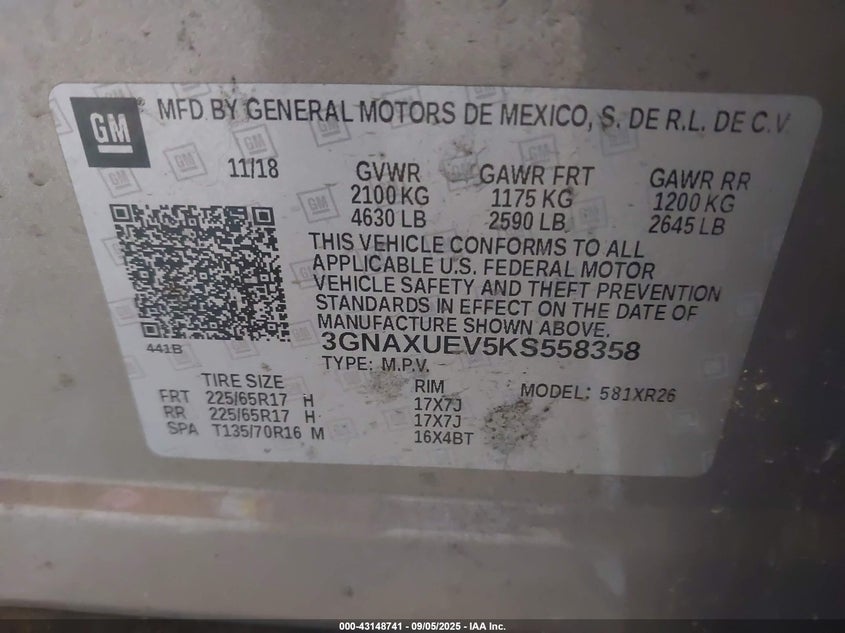 GM
MFD BY GENERAL MOTORS DE MEXICO, S. DE R.L. DE C.V.
11/18
GVWR GAWR FRT GAWR RR
2100 KG 1175 KG 1200 KG
4630 LB 2590 LB 2645 LB
THIS VEHICLE CONFORMS TO ALL
APPLICABLE U.S. FEDERAL MOTOR
VEHICLE SAFETY AND THEFT PREVENTION
STANDARDS IN EFFECT ON THE DATE OF
MANUFACTURE SHOWN ABOVE.
441B
3GNAXUEV5KS558358
TYPE: M.P.V.
TIRE SIZE RIM MODEL: 581XR26
FRT 225/65R17 H 17X7J
RR 225/65R17 H 17X7J
SPA T135/70R16 M 16X4BT
000-43148741 - 09/05/2025 - IAA Inc.